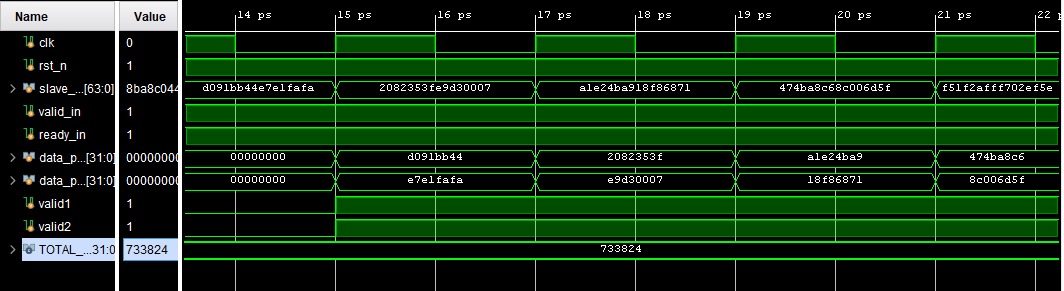 Name Value 14 ps 15 ps 16 ps 17 ps 18 ps 19 ps 20 ps 21 ps 22 p
clk 0
rst_n 1
slave_...[63:0] 8ba8c044 d091bb44e7e1fafa 2082353fe9d30007 a1e24ba918f86871 474ba8c68c006d5f f51f2afff702ef5e
valid_in 1
ready_in 1
data_p...[31:0] 00000000 00000000 d091bb44 2082353f a1e24ba9 474ba8c6
data_p...[31:0] 00000000 00000000 e7e1fafa e9d30007 18f86871 8c006d5f
valid1 1
valid2 1
TOTAL_...31:0 733824 733824